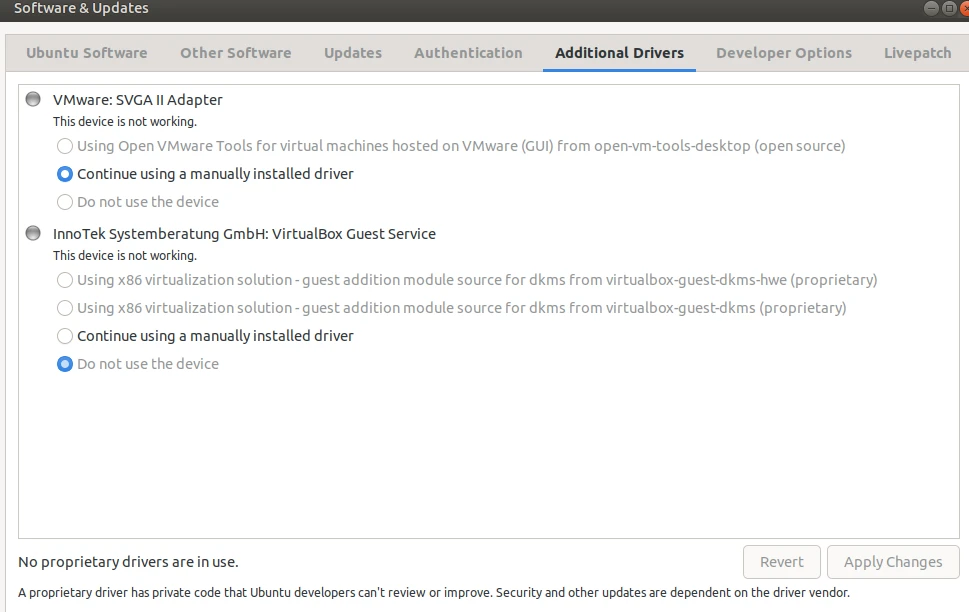 Software & Updates
Ubuntu Software Other Software Updates Authentication Additional Drivers Developer Options Livepatch
VMware: SVGA II Adapter
This device is not working.
Using Open VMware Tools for virtual machines hosted on VMware (GUI) from open-vm-tools-desktop (open source)
Continue using a manually installed driver
Do not use the device
InnoTek Systemberatung GmbH: VirtualBox Guest Service
This device is not working.
Using x86 virtualization solution - guest addition module source for dkms from virtualbox-guest-dkms-hwe (proprietary)
Using x86 virtualization solution - guest addition module source for dkms from virtualbox-guest-dkms (proprietary)
Continue using a manually installed driver
Do not use the device
No proprietary drivers are in use. Revert Apply Changes
A proprietary driver has private code that Ubuntu developers can't review or improve. Security and other updates are dependent on the driver vendor.